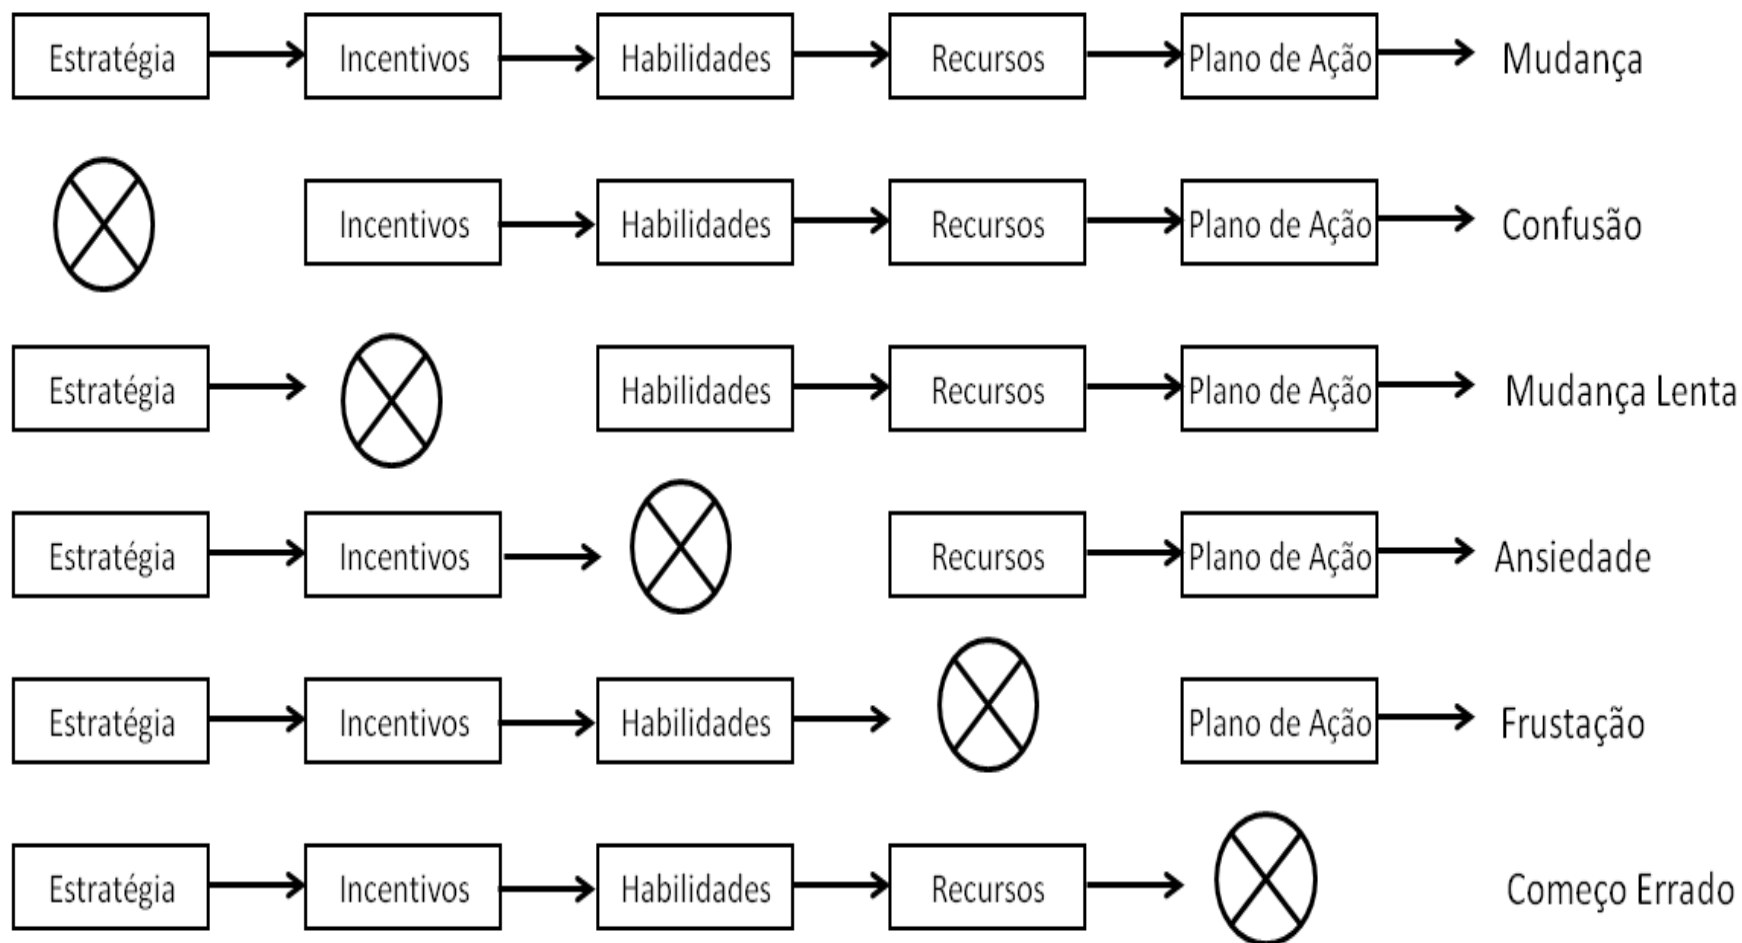 Estratégia Incentivos Habilidades Recursos Plano de Ação Mudança
Incentivos Habilidades Recursos Plano de Ação Confusão
Estratégia Habilidades Recursos Plano de Ação Mudança Lenta
Estratégia Incentivos Recursos Plano de Ação Ansiedade
Estratégia Incentivos Habilidades Plano de Ação Frustação
Estratégia Incentivos Habilidades Recursos Começo Errado